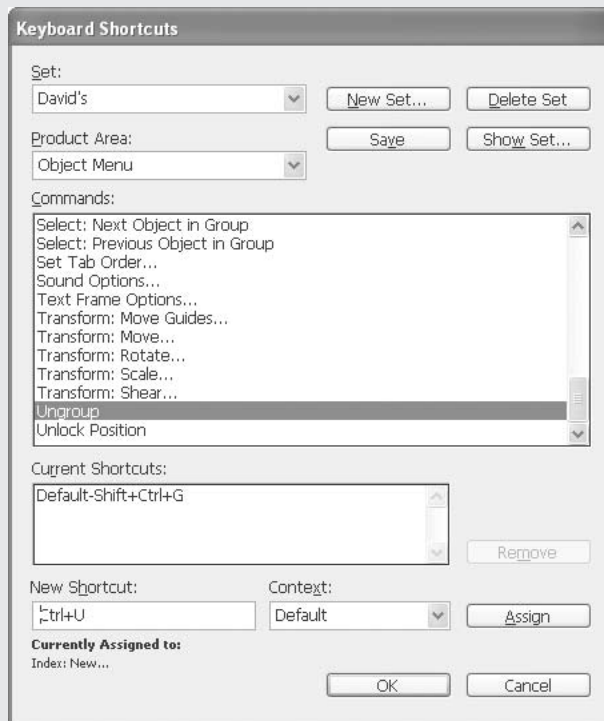 Keyboard Shortcuts
Set:
David's
New Set...
Delete Set
Product Area:
Save
Show Set...
Object Menu
Commands:
Select: Next Object in Group
Select: Previous Object in Group
Set Tab Order...
Sound Options...
Text Frame Options...
Transform: Move Guides...
Transform: Move...
Transform: Rotate...
Transform: Scale...
Transform: Shear...
Ungroup
Unlock Position
Current Shortcuts:
Default-Shift+Ctrl+G
Remove
New Shortcut:
Context:
Ctrl+U
Default
Assign
Currently Assigned to:
Index: New...
OK
Cancel